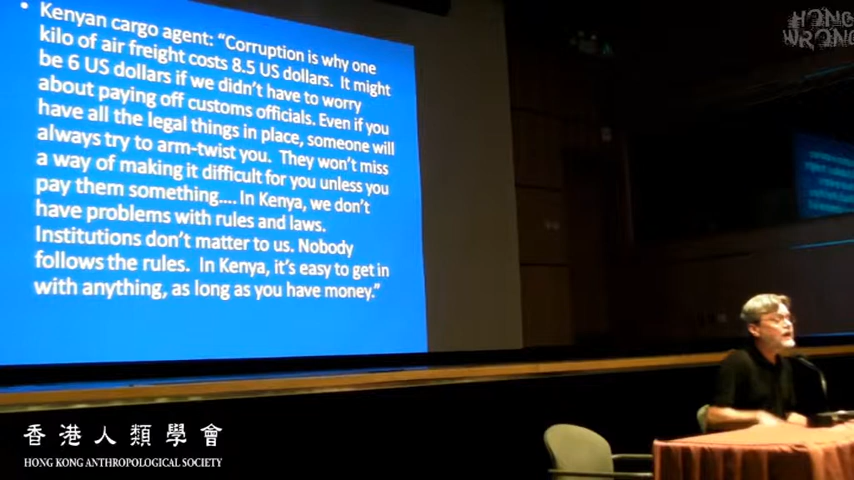 • Kenyan cargo agent: “Corruption is why one
kilo of air freight costs 8.5 US dollars.  It might
be 6 US dollars if we didn’t have to worry
about paying off customs officials. Even if you
have all the legal things in place, someone will
always try to arm-twist you.  They won’t miss
a way of making it difficult for you unless you
pay them something…. In Kenya, we don’t
have problems with rules and laws.
Institutions don’t matter to us. Nobody
follows the rules.  In Kenya, it’s easy to get in
with anything, as long as you have money.”
HONG
WRONG
香港人類學會
HONG KONG ANTHROPOLOGICAL SOCIETY